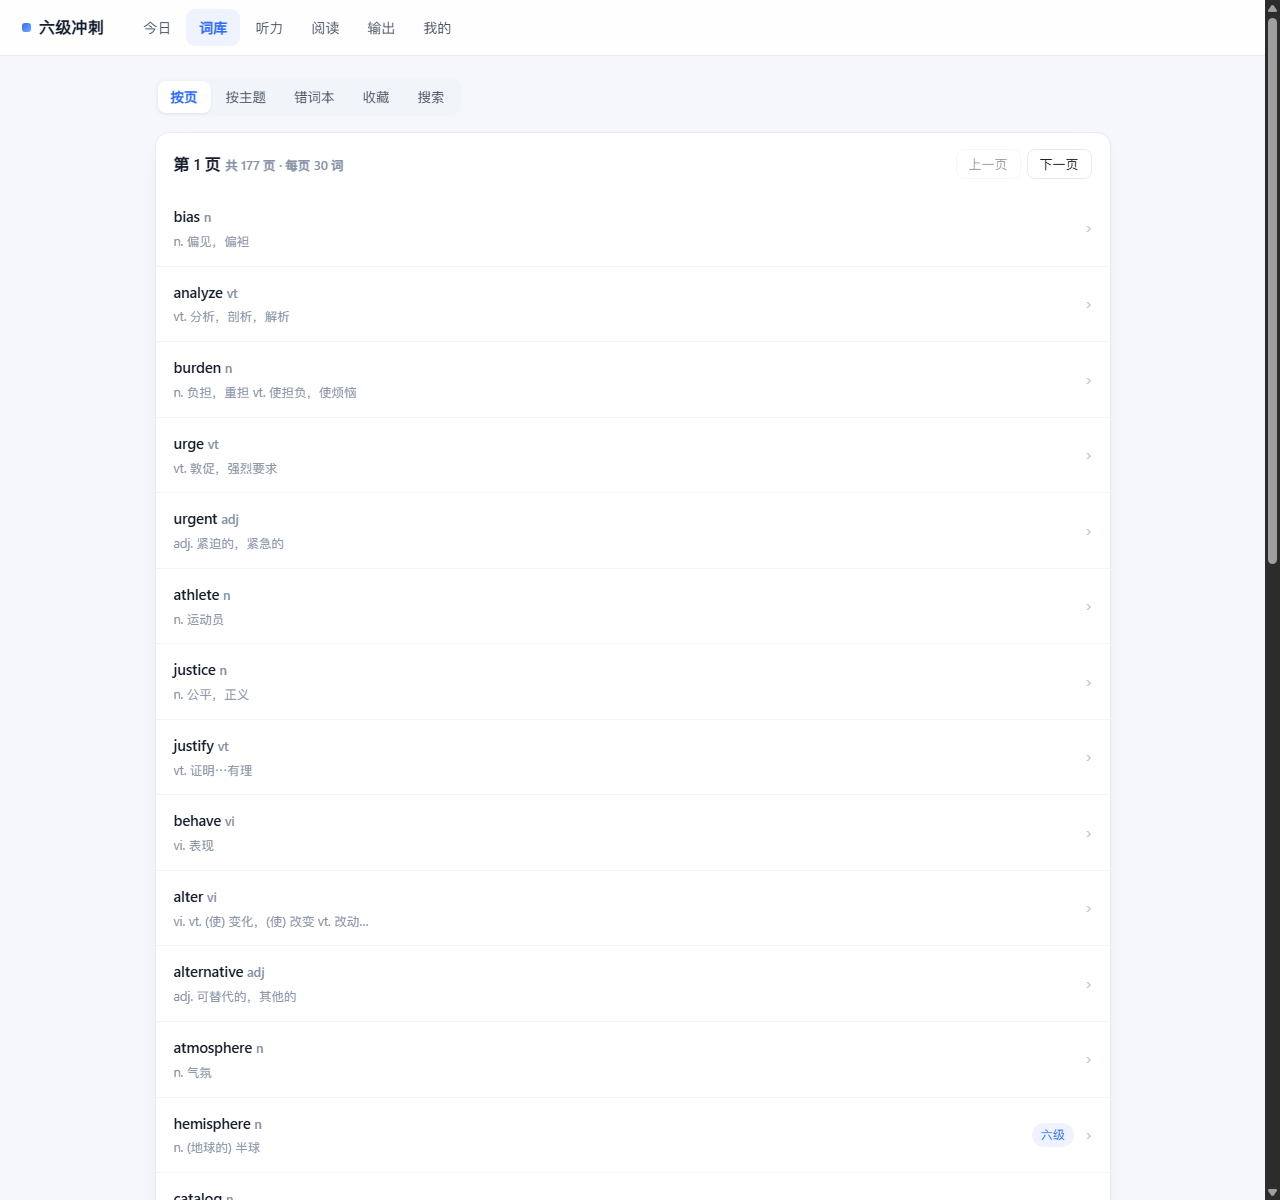 六级冲刺 今日 词库 听力 阅读 输出 我的
按页 按主题 错词本 收藏 搜索
第 1 页 共 177 页 · 每页 30 词 上一页 下一页
bias n
n. 偏见，偏袒
analyze vt
vt. 分析，剖析，解析
burden n
n. 负担，重担 vt. 使担负，使烦恼
urge vt
vt. 敦促，强烈要求
urgent adj
adj. 紧迫的，紧急的
athlete n
n. 运动员
justice n
n. 公平，正义
justify vt
vt. 证明…有理
behave vi
vi. 表现
alter vi
vi. vt. (使) 变化，(使) 改变 vt. 改动...
alternative adj
adj. 可替代的，其他的
atmosphere n
n. 气氛
hemisphere n
n. (地球的) 半球
六级
catalog n